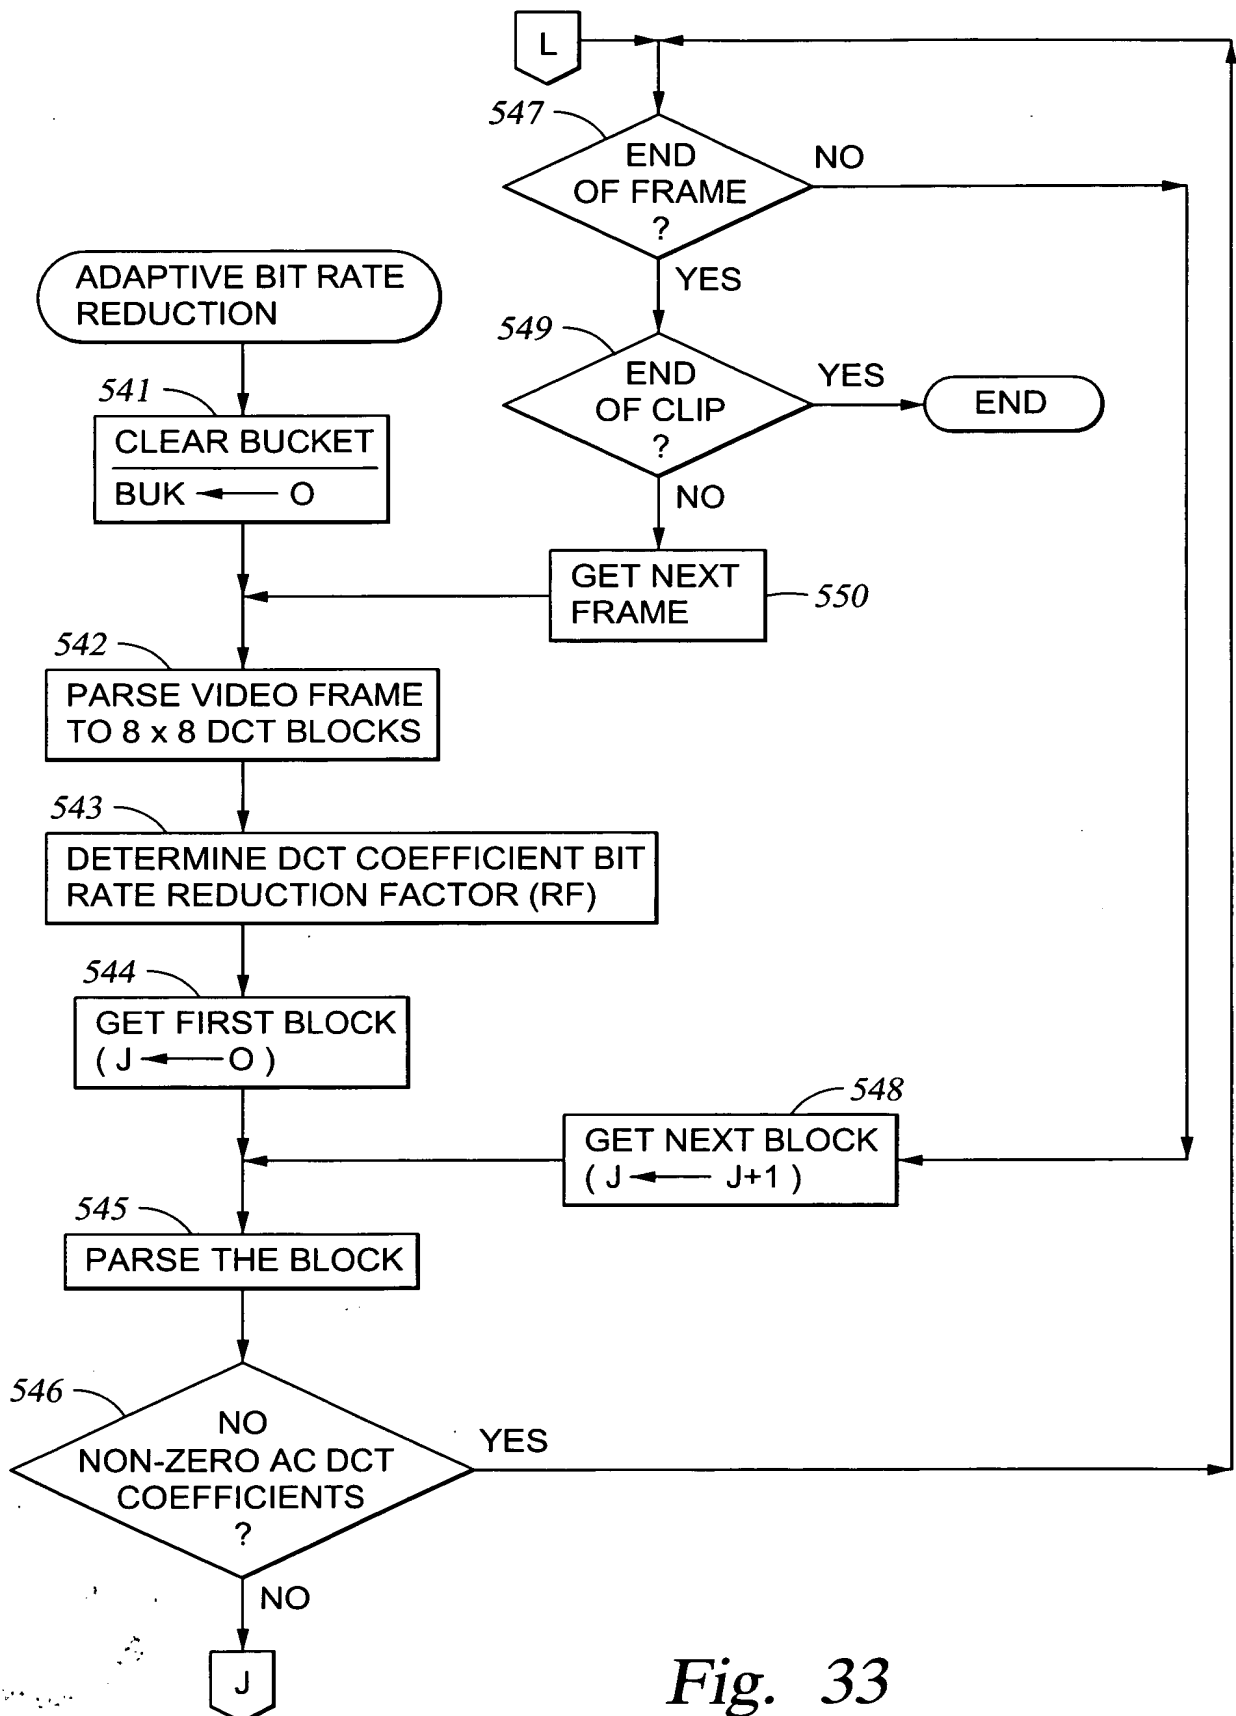 L
547
END
OF FRAME
?
NO
YES
ADAPTIVE BIT RATE
REDUCTION
549
END
OF CLIP
?
YES
END
NO
541
CLEAR BUCKET
BUK ← O
GET NEXT
FRAME
550
542
PARSE VIDEO FRAME
TO 8 x 8 DCT BLOCKS
543
DETERMINE DCT COEFFICIENT BIT
RATE REDUCTION FACTOR (RF)
544
GET FIRST BLOCK
( J ← O )
548
GET NEXT BLOCK
( J ← J+1 )
545
PARSE THE BLOCK
546
NO
NON-ZERO AC DCT
COEFFICIENTS
?
YES
NO
J
Fig. 33